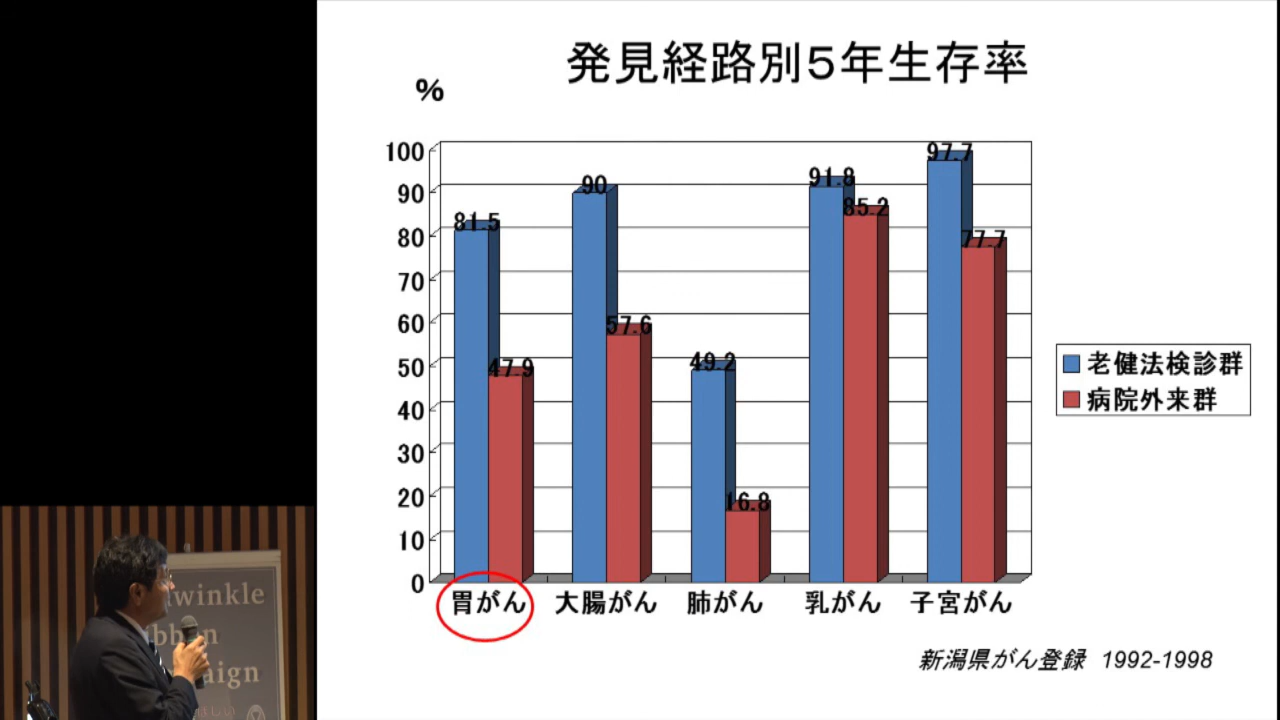 発見経路別５年生存率
%
100
90
80
70
60
50
40
30
20
10
0
81.5
47.9
90
57.6
49.2
16.8
91.8
85.2
97.7
77.7
胃がん
大腸がん
肺がん
乳がん
子宮がん
老健法検診群
病院外来群
新潟県がん登録 1992-1998
winkle